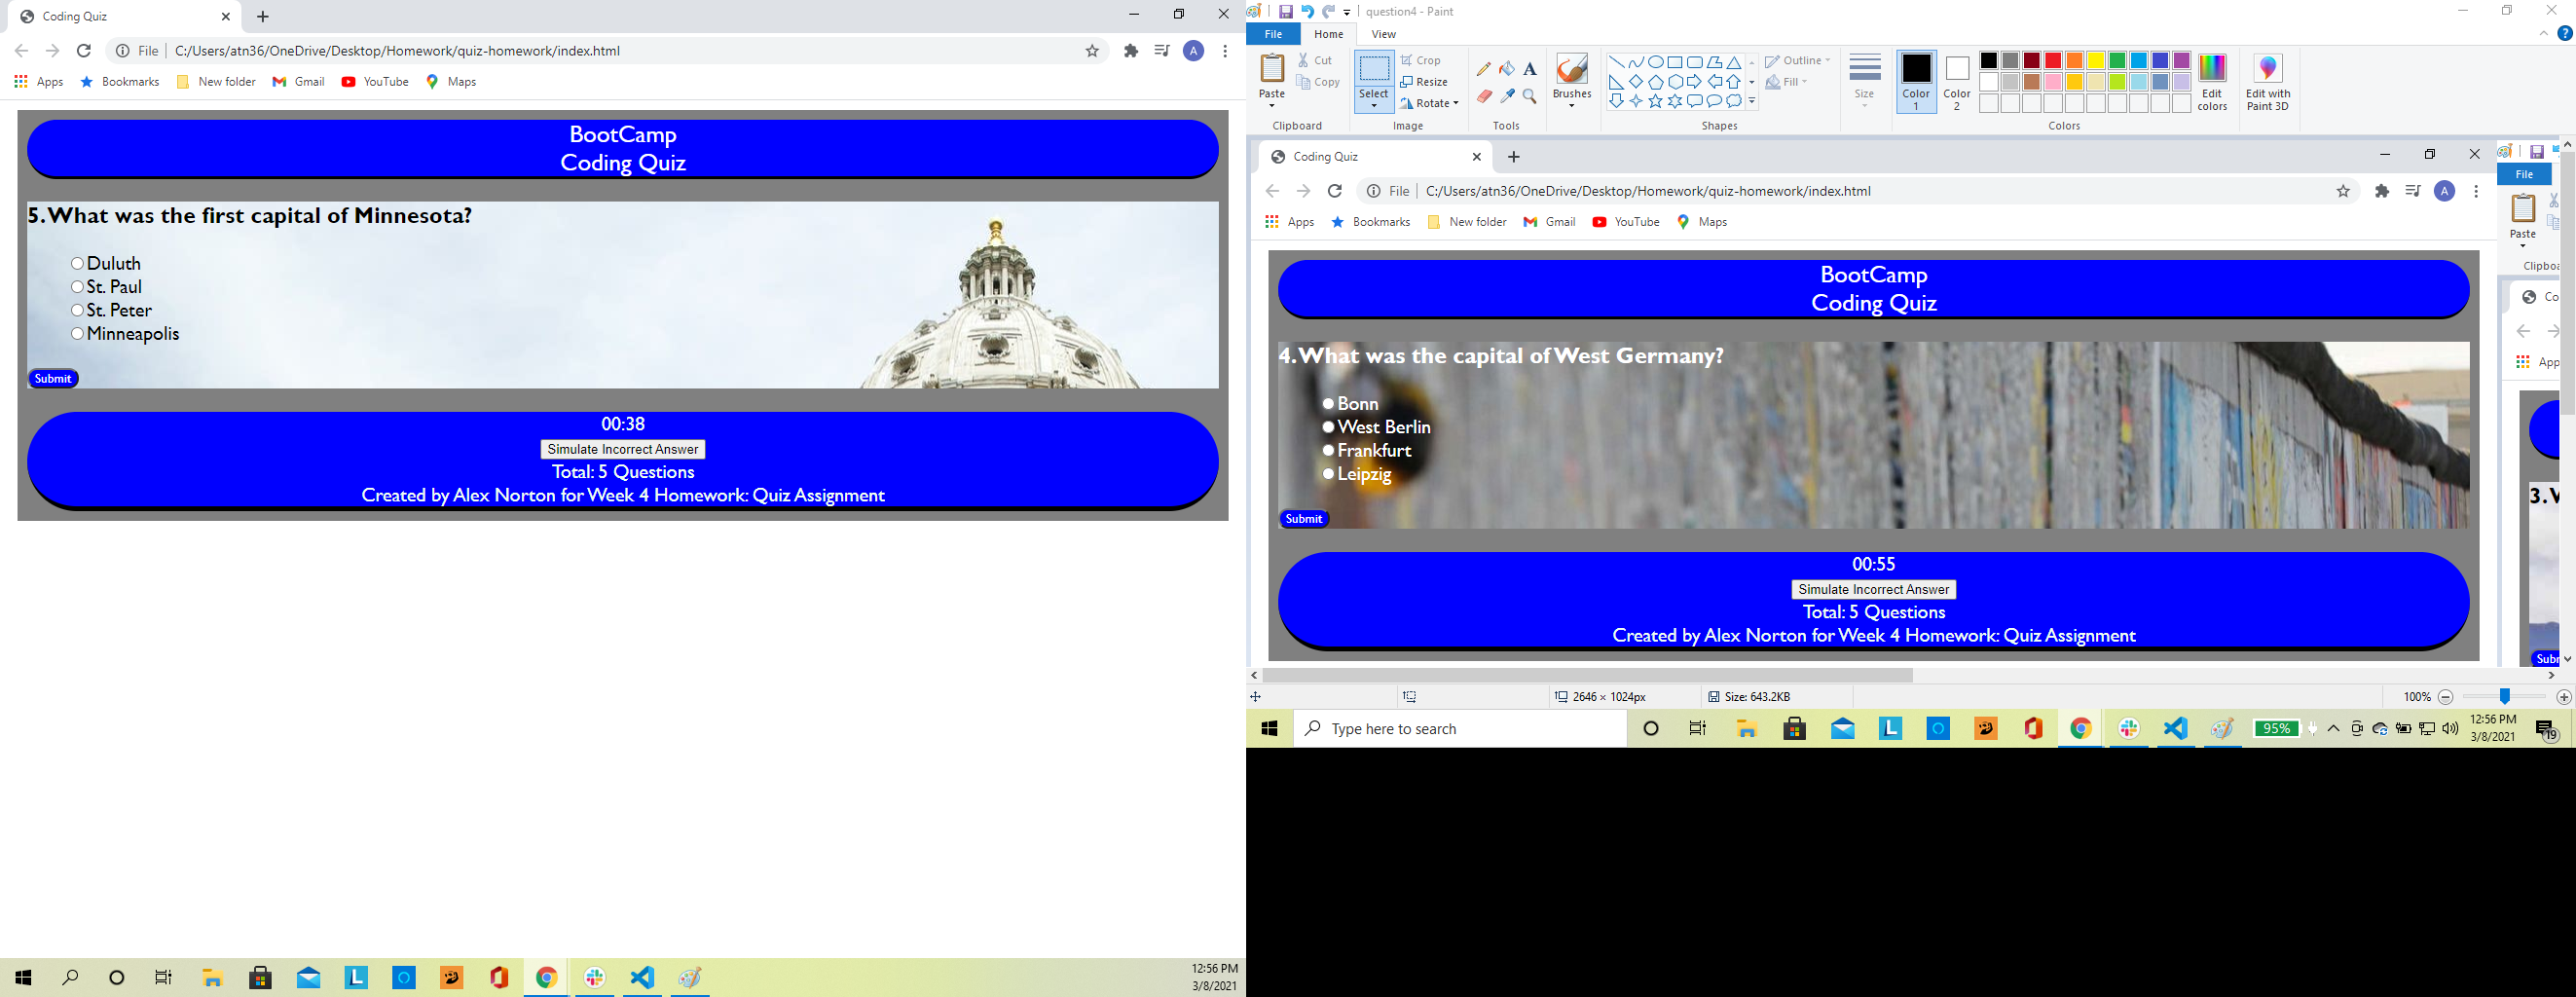 Coding Quiz
File C:/Users/atn36/OneDrive/Desktop/Homework/quiz-homework/index.html A
Apps Bookmarks New folder Gmail YouTube Maps
BootCamp
Coding Quiz
5. What was the first capital of Minnesota?
Duluth
St. Paul
St. Peter
Minneapolis
Submit
00:38
Simulate Incorrect Answer
Total: 5 Questions
Created by Alex Norton for Week 4 Homework: Quiz Assignment
12:56 PM
3/8/2021
question4 - Paint
File Home View
Paste
Cut
Copy
Clipboard
Select
Crop
Resize
Rotate
Image
A
Tools
Brushes
Shapes
Outline
Fill
Size
Color 1
Color 2
Edit colors
Colors
Edit with Paint 3D
Coding Quiz
File C:/Users/atn36/OneDrive/Desktop/Homework/quiz-homework/index.html A
Apps Bookmarks New folder Gmail YouTube Maps
BootCamp
Coding Quiz
4. What was the capital of West Germany?
Bonn
West Berlin
Frankfurt
Leipzig
Submit
00:55
Simulate Incorrect Answer
Total: 5 Questions
Created by Alex Norton for Week 4 Homework: Quiz Assignment
File
Paste
Clipboa
Co
App
3. V
Subm
2646 × 1024px Size: 643.2KB 100%
Type here to search
95%
12:56 PM
3/8/2021
19